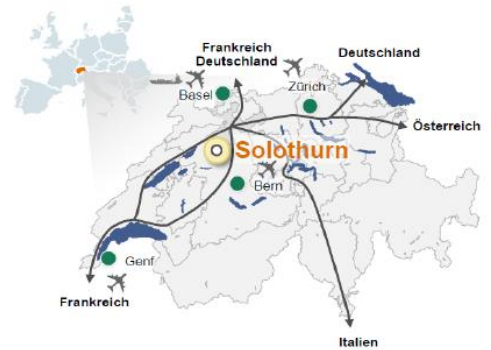 Frankreich
Deutschland
Deutschland
Basel
Zürich
Österreich
Solothurn
Bern
Genf
Frankreich
Italien